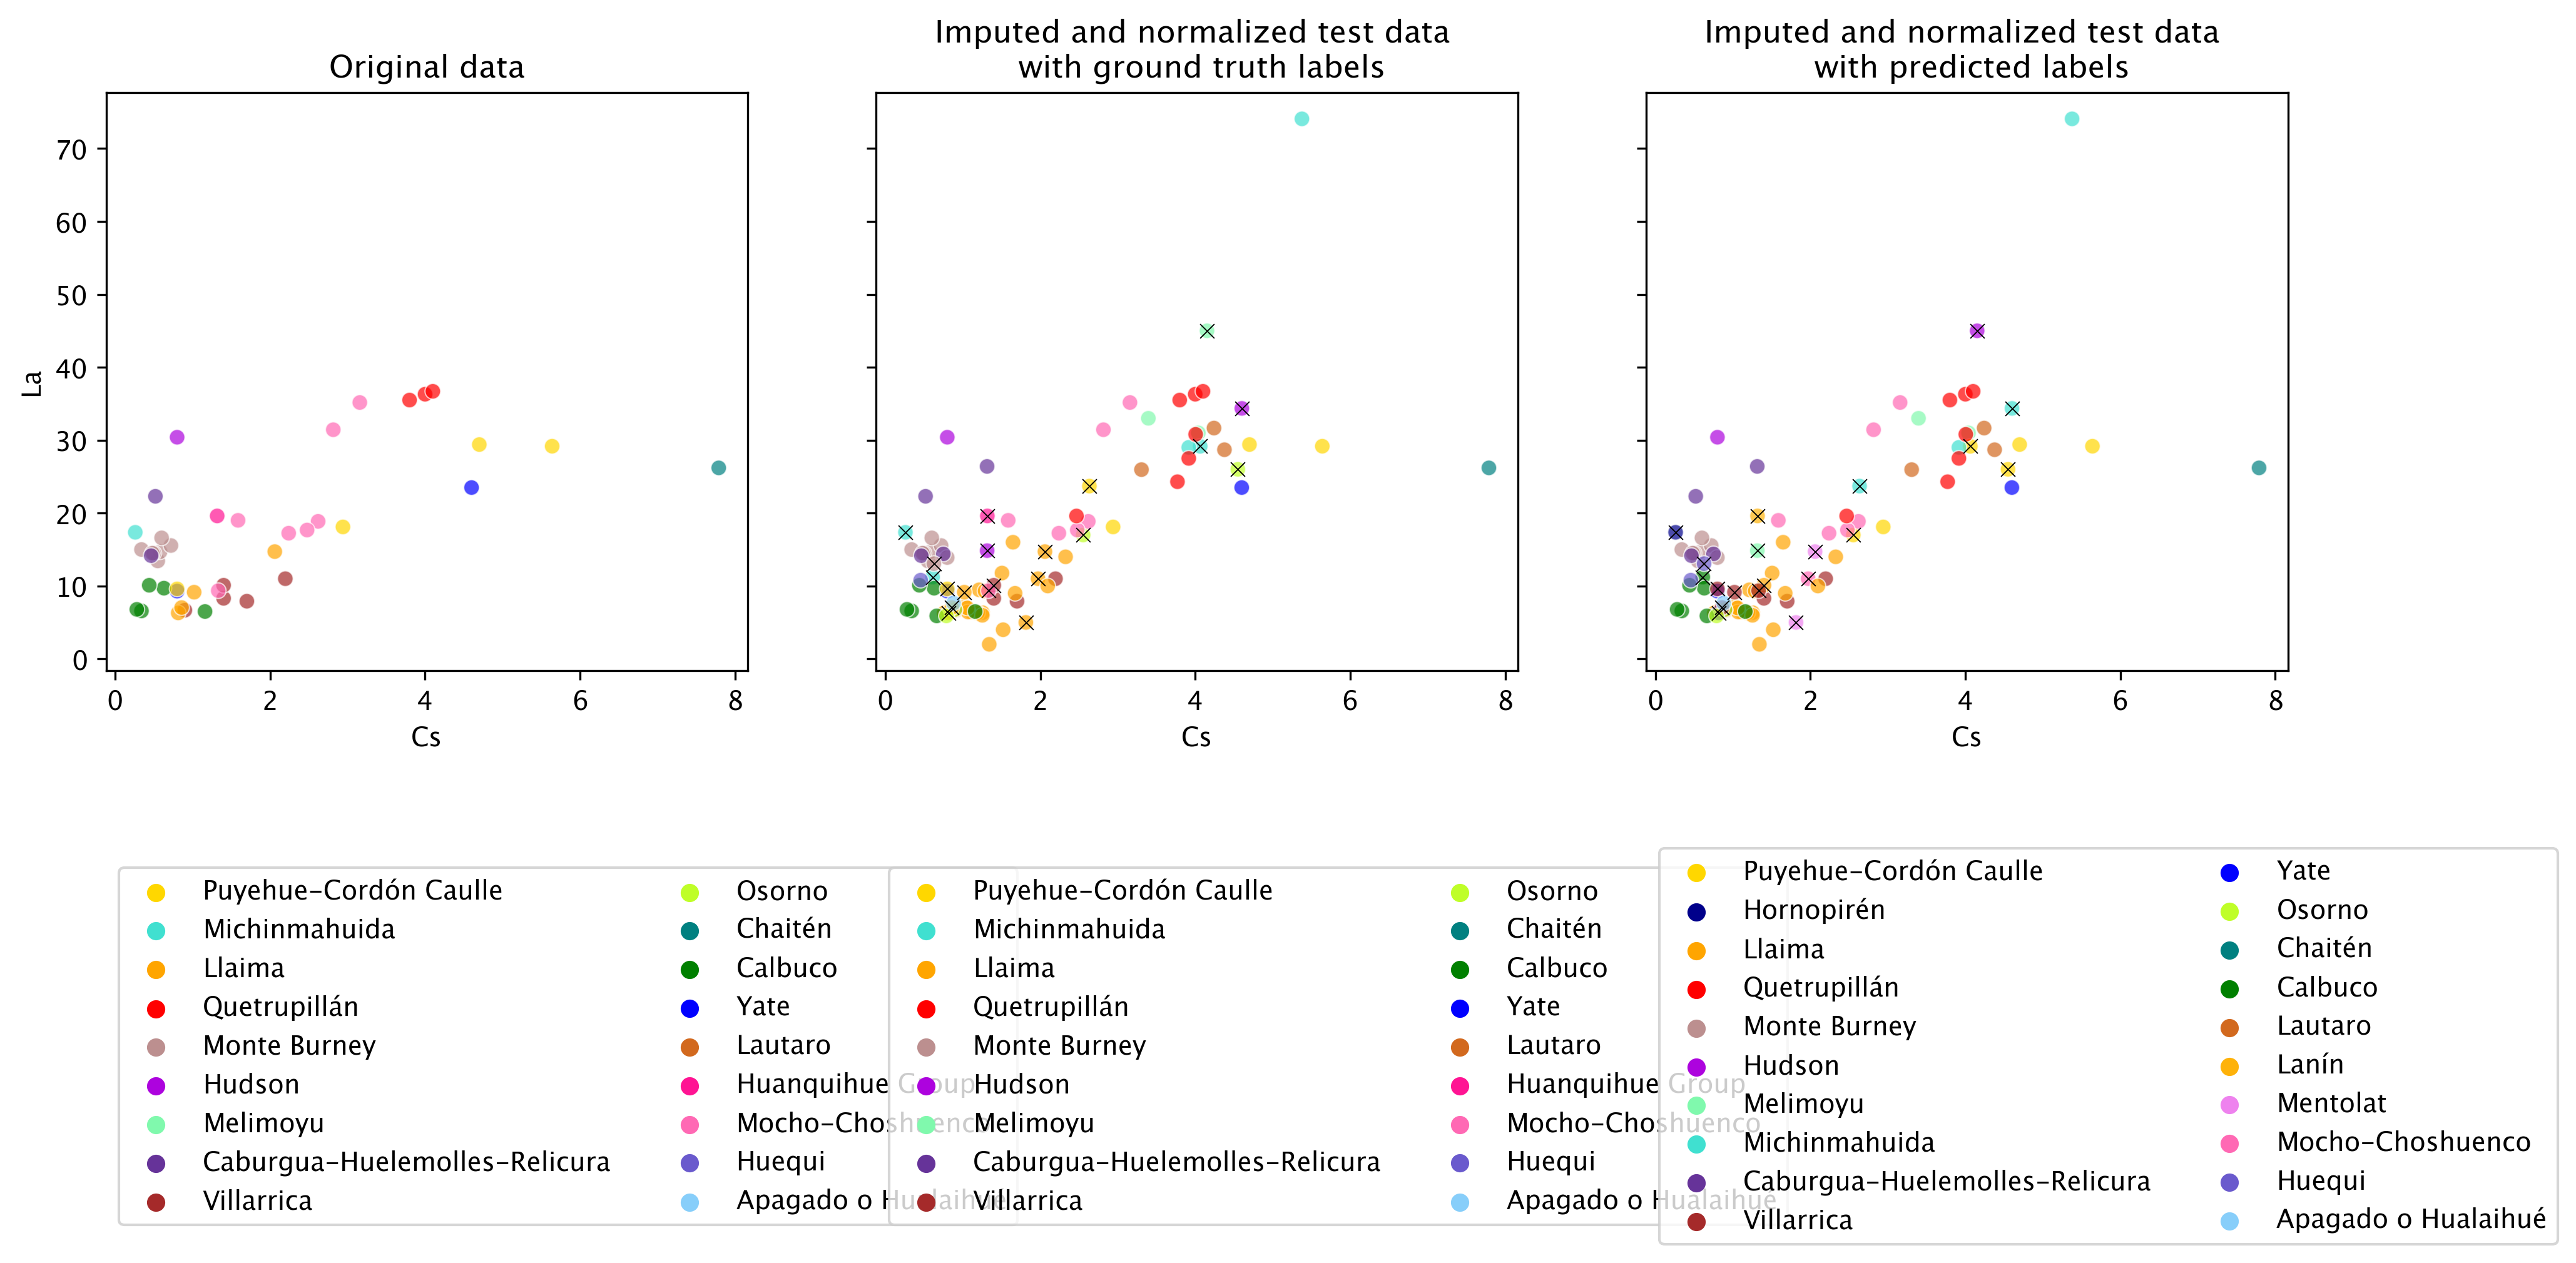 Original data
Imputed and normalized test data
with ground truth labels
Imputed and normalized test data
with predicted labels
La
70
60
50
40
30
20
10
0
0 2 4 6 8
Cs
0 2 4 6 8
Cs
0 2 4 6 8
Cs
Puyehue-Cordón Caulle
Michinmahuida
Llaima
Quetrupillán
Monte Burney
Hudson
Melimoyu
Caburgua-Huelemolles-Relicura
Villarrica
Osorno
Chaitén
Calbuco
Yate
Lautaro
Huanquihue Group
Mocho-Choshuenco
Huequi
Apagado o Hualaihué
Puyehue-Cordón Caulle
Michinmahuida
Llaima
Quetrupillán
Monte Burney
Hudson
Melimoyu
Caburgua-Huelemolles-Relicura
Villarrica
Osorno
Chaitén
Calbuco
Yate
Lautaro
Huanquihue Group
Mocho-Choshuenco
Huequi
Apagado o Hualaihué
Puyehue-Cordón Caulle
Hornopirén
Llaima
Quetrupillán
Monte Burney
Hudson
Melimoyu
Michinmahuida
Caburgua-Huelemolles-Relicura
Villarrica
Yate
Osorno
Chaitén
Calbuco
Lautaro
Lanín
Mentolat
Mocho-Choshuenco
Huequi
Apagado o Hualaihué